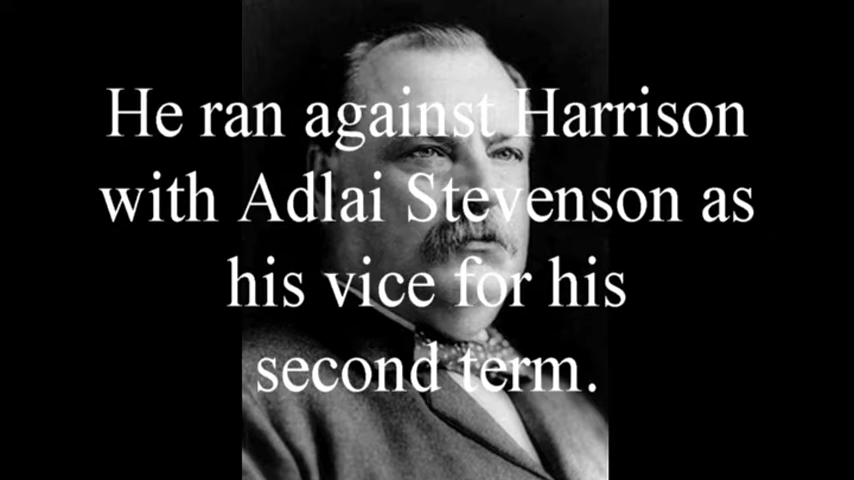 He ran against Harrison
with Adlai Stevenson as
his vice for his
second term.